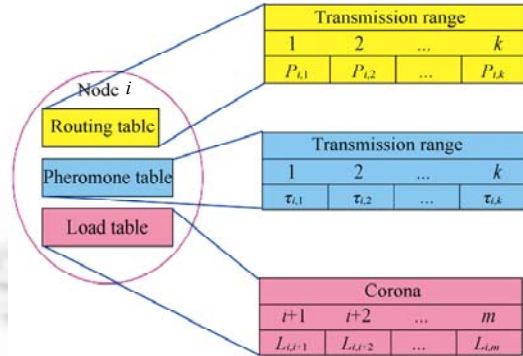 Node i
Routing table
Pheromone table
Load table
Transmission range
1 2 ... k
P_{i,1} P_{i,2} ... P_{i,k}
Transmission range
1 2 ... k
τ_{i,1} τ_{i,2} ... τ_{i,k}
Corona
i+1 i+2 ... m
L_{i,i+1} L_{i,i+2} ... L_{i,m}